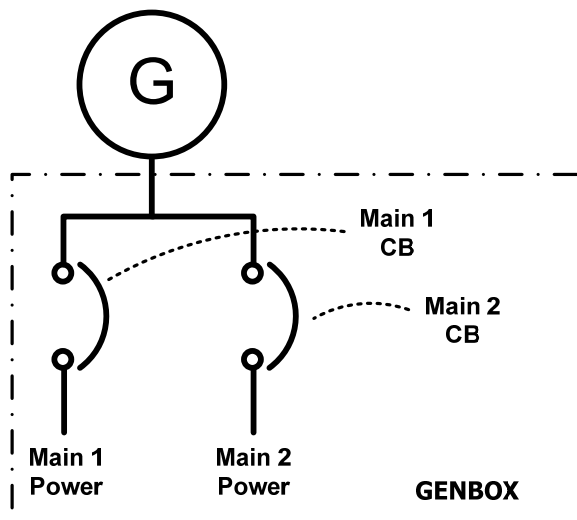 G
Main 1
CB
Main 2
CB
Main 1
Power
Main 2
Power
GENBOX